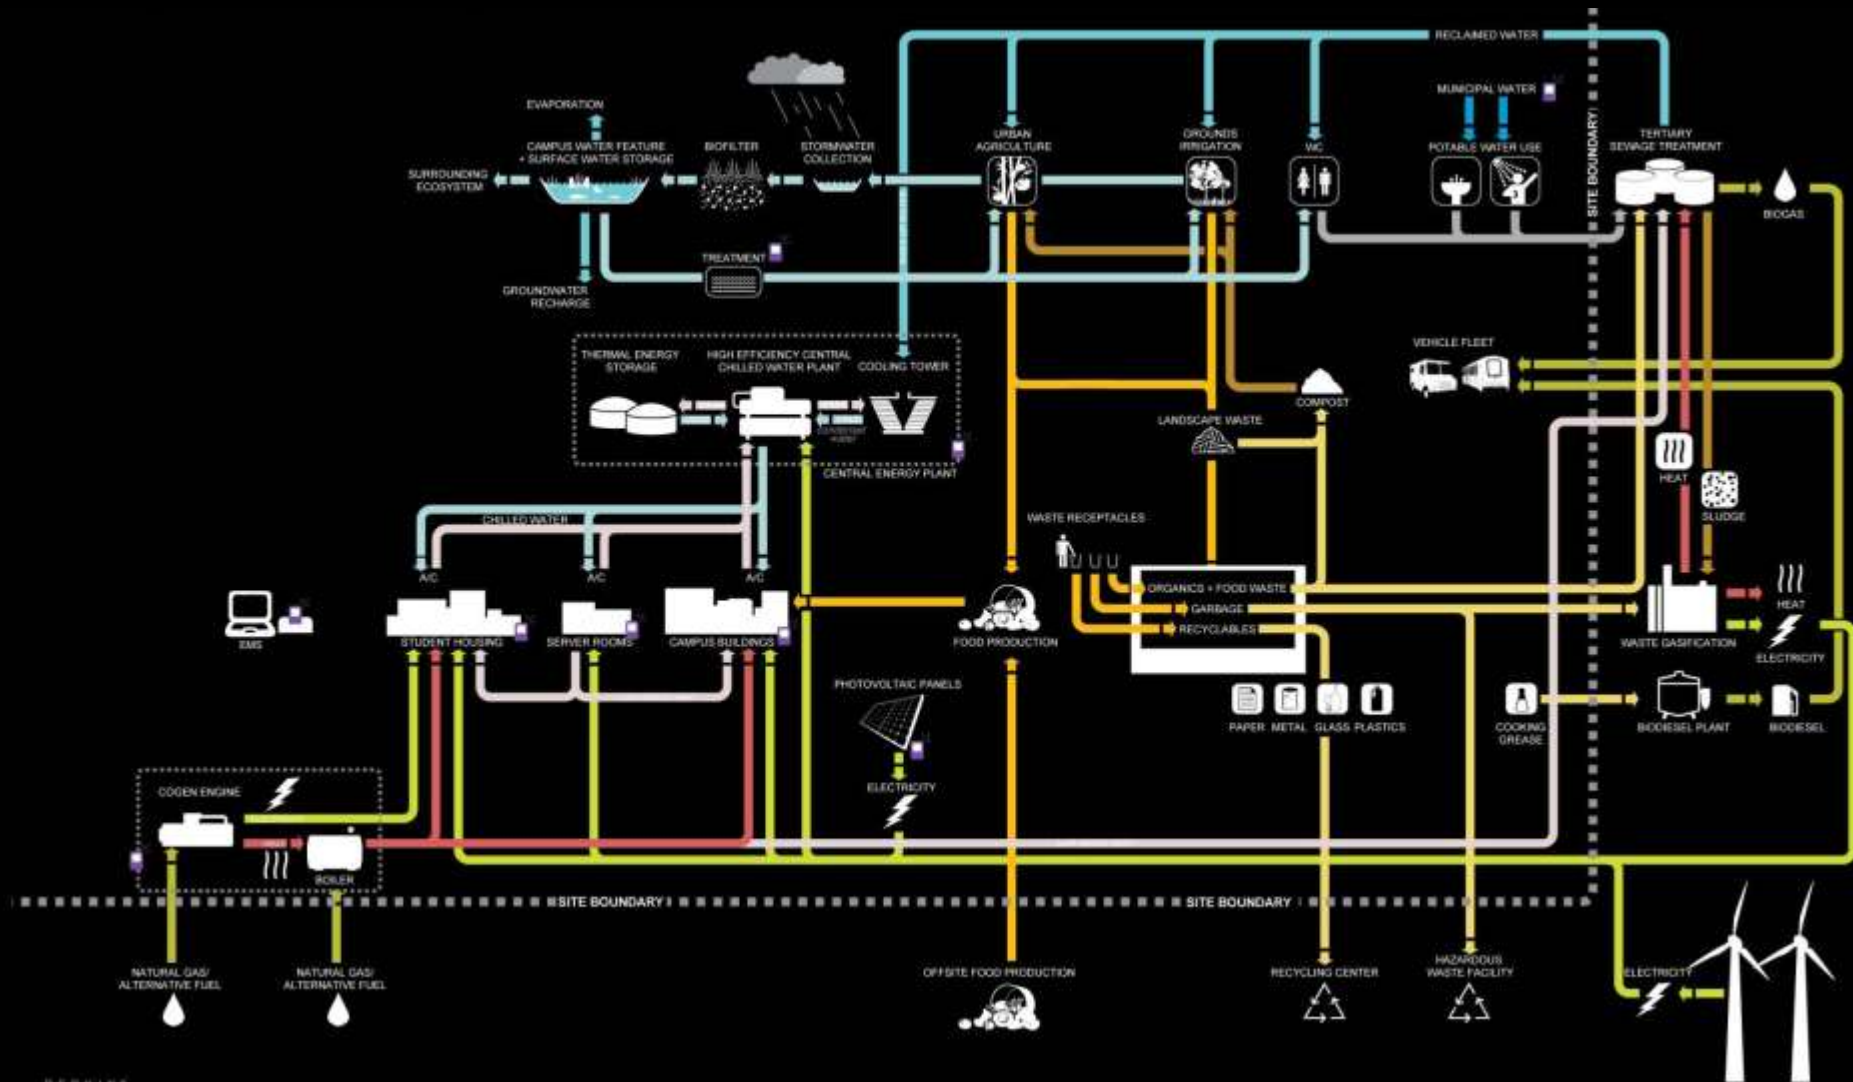 RECLAIMED WATER
MUNICIPAL WATER
EVAPORATION
CAMPUS WATER FEATURE
+ SURFACE WATER STORAGE
BIOFILTER
STORMWATER
COLLECTION
URBAN
AGRICULTURE
GROUNDS
IRRIGATION
WC
POTABLE WATER USE
SITE BOUNDARY
TERTIARY
SEWAGE TREATMENT
SURROUNDING
ECOSYSTEM
BIOGAS
TREATMENT
GROUNDWATER
RECHARGE
THERMAL ENERGY
STORAGE
HIGH EFFICIENCY CENTRAL
CHILLED WATER PLANT
COOLING TOWER
VEHICLE FLEET
COMPOST
LANDSCAPE WASTE
CENTRAL ENERGY PLANT
HEAT
SLUDGE
CHILLED WATER
WASTE RECEPTACLES
A/C
A/C
A/C
ORGANICS + FOOD WASTE
GARBAGE
RECYCLABLES
HEAT
EMS
STUDENT HOUSING
SERVER ROOMS
CAMPUS BUILDINGS
FOOD PRODUCTION
WASTE GASIFICATION
ELECTRICITY
PHOTOVOLTAIC PANELS
PAPER
METAL
GLASS
PLASTICS
COOKING
GREASE
BIODIESEL PLANT
BIODIESEL
ELECTRICITY
COGEN ENGINE
BOILER
SITE BOUNDARY
SITE BOUNDARY
NATURAL GAS/
ALTERNATIVE FUEL
NATURAL GAS/
ALTERNATIVE FUEL
OFFSITE FOOD PRODUCTION
RECYCLING CENTER
HAZARDOUS
WASTE FACILITY
ELECTRICITY